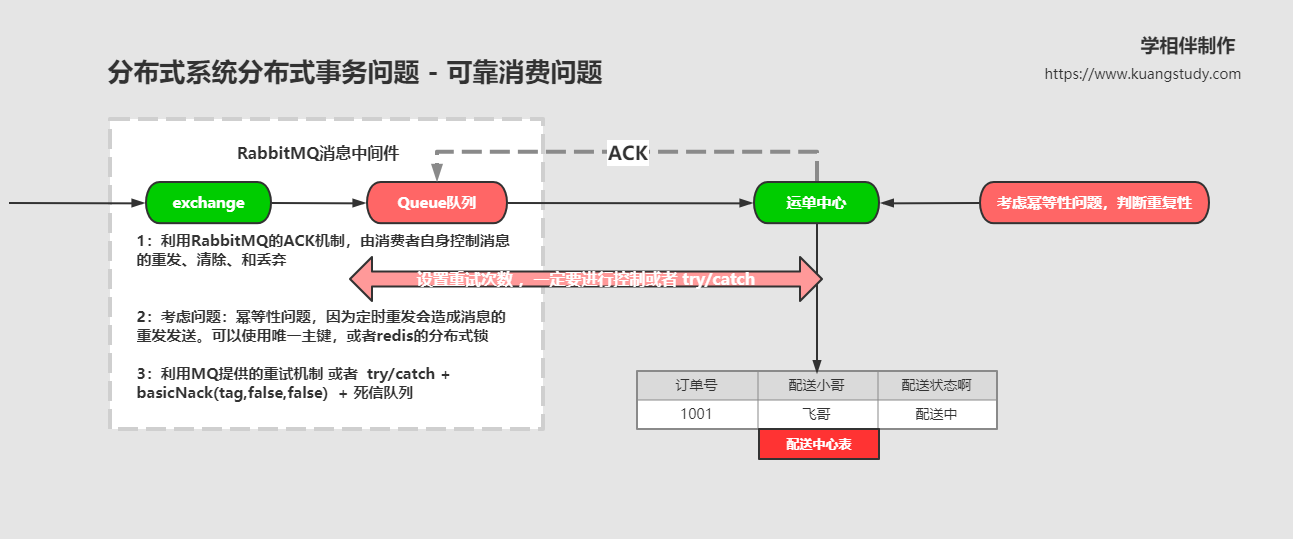 学相伴制作
分布式系统分布式事务问题 - 可靠消费问题
https://www.kuangstudy.com
RabbitMQ消息中间件
ACK
exchange
Queue队列
运单中心
考虑幂等性问题，判断重复性
1：利用RabbitMQ的ACK机制，由消费者自身控制消息
的重发、清除、和丢弃
设置重试次数 ，一定要进行控制或者 try/catch
2：考虑问题：幂等性问题，因为定时重发会造成消息的
重发发送。可以使用唯一主键，或者redis的分布式锁
3：利用MQ提供的重试机制 或者 try/catch +
basicNack(tag,false,false) + 死信队列
订单号 配送小哥 配送状态啊
1001 飞哥 配送中
配送中心表